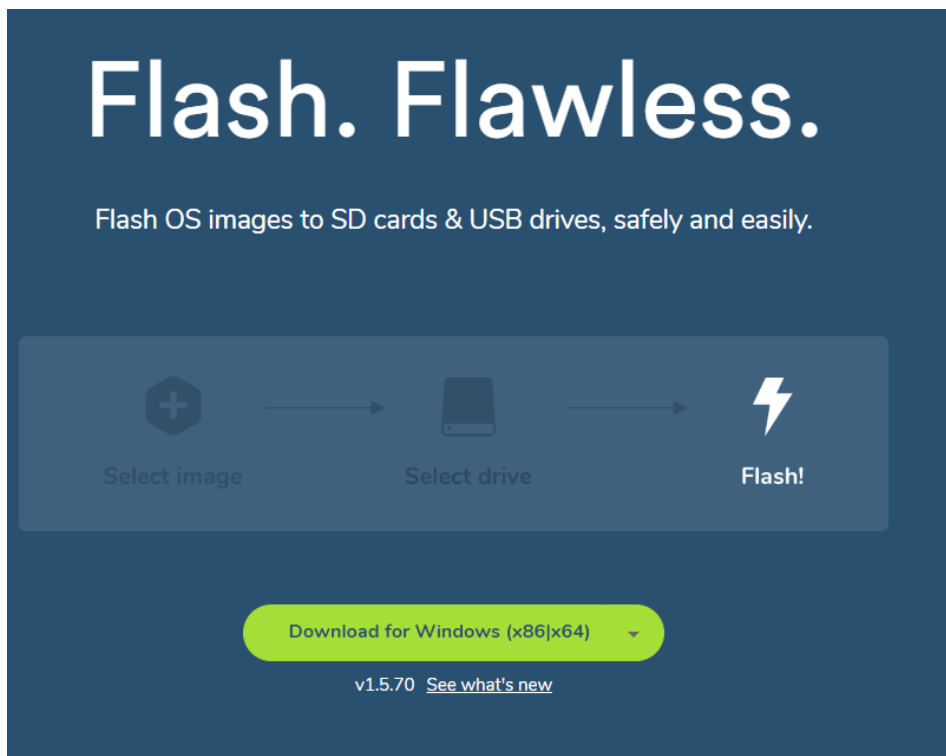 Flash. Flawless.
Flash OS images to SD cards & USB drives, safely and easily.
Select image
Select drive
Flash!
Download for Windows (x86|x64)
v1.5.70 See what's new